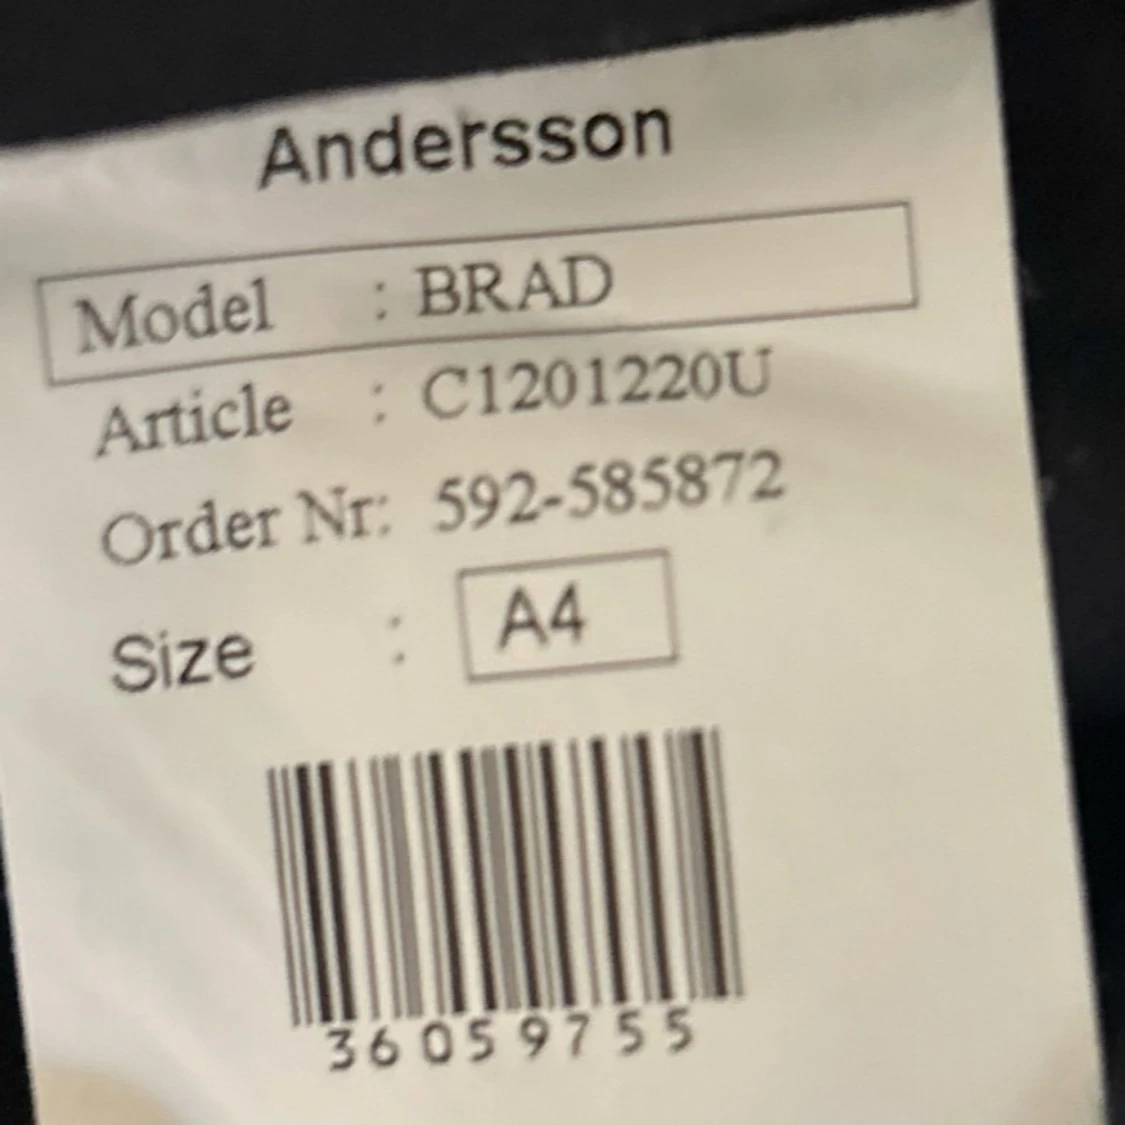 Andersson
Model : BRAD
Article : C1201220U
Order Nr: 592-585872
Size : A4
36059755